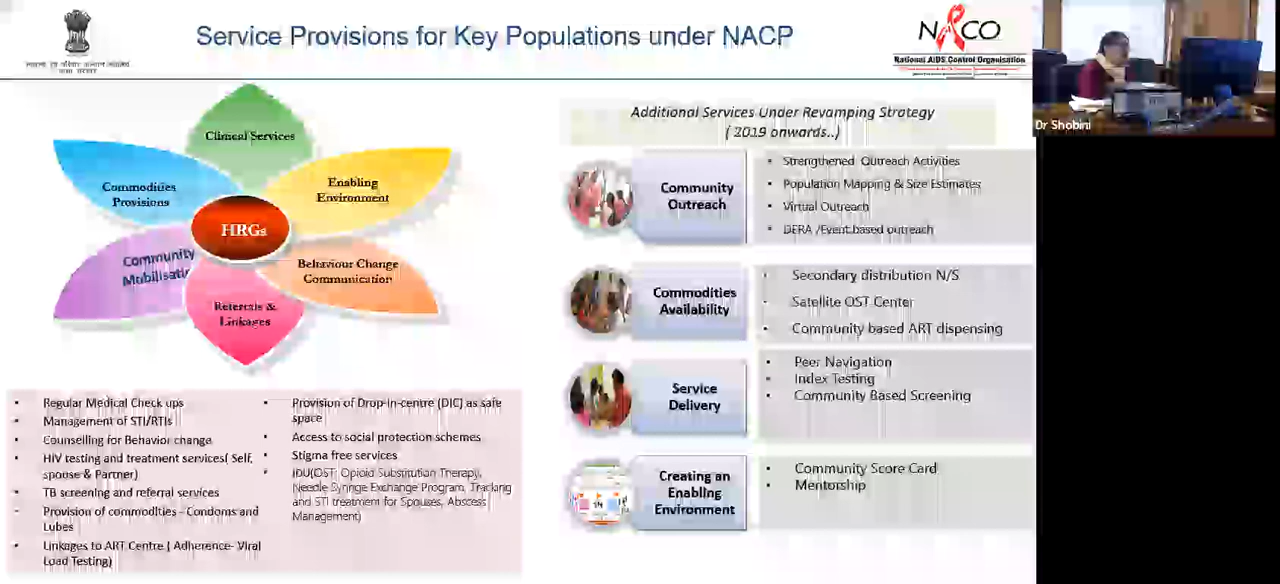 Service Provisions for Key Populations under NACP
NACO
National AIDS Control Organisation
Dr Shobini
Clinical Services
Commodities
Provisions
Enabling
Environment
HRGs
Community
Behaviour Change
Communication
Referrals &
Linkages
• Regular Medical Check ups
• Management of STI/RTIs
• Counselling for Behavior change
• HIV testing and treatment services( Self,
spouse & Partner)
• TB screening and referral services
• Provision of commodities - Condoms and
Lubes
• Linkages to ART Centre ( Adherence- Viral
Load Testing)
• Provision of Drop-in-centre (DIC) as safe
space
• Access to social protection schemes
• Stigma free services
• IDU(OST: Opioid Substitution Therapy,
Needle Syringe Exchange Program, Tracking
and STI treatment for Spouses, Abscess
Management)
Additional Services Under Revamping Strategy
( 2019 onwards..)
Community
Outreach
• Strengthened Outreach Activities
• Population Mapping & Size Estimates
• Virtual Outreach
• DERA /Event based outreach
Commodities
Availability
• Secondary distribution N/S
• Satellite OST Center
• Community based ART dispensing
Service
Delivery
• Peer Navigation
• Index Testing
• Community Based Screening
Creating an
Enabling
Environment
• Community Score Card
• Mentorship